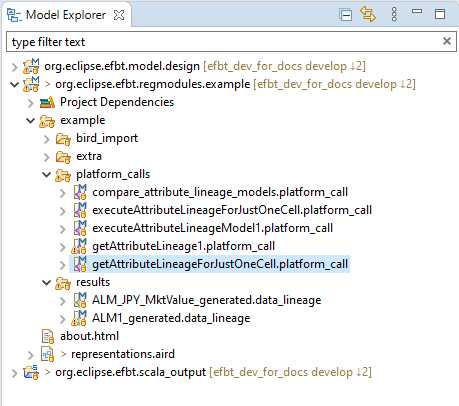 Model Explorer
type filter text
org.eclipse.efbt.model.design [efbt_dev_for_docs develop ↓2]
> org.eclipse.efbt.regmodules.example [efbt_dev_for_docs develop ↓2]
Project Dependencies
example
bird_import
extra
platform_calls
compare_attribute_lineage_models.platform_call
executeAttributeLineageForJustOneCell.platform_call
executeAttributeLineageModel1.platform_call
getAttributeLineage1.platform_call
getAttributeLineageForJustOneCell.platform_call
results
ALM_JPY_MktValue_generated.data_lineage
ALM1_generated.data_lineage
about.html
> representations.aird
> org.eclipse.efbt.scala_output [efbt_dev_for_docs develop ↓2]